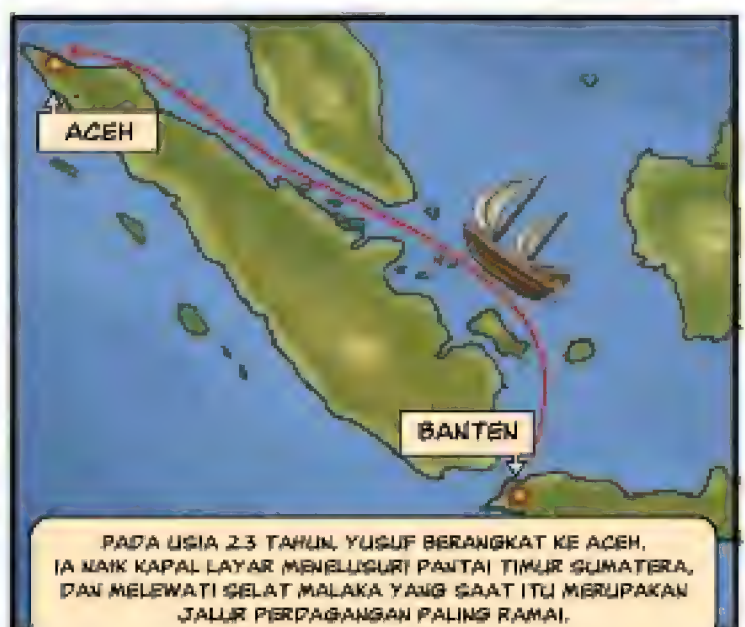 ACEH
BANTEN
PADA USIA 23 TAHUN, YUSUF BERANGKAT KE ACEH.
IA NAIK KAPAL LAYAR MENELUSURI PANTAI TIMUR SUMATERA,
DAN MELEWATI SELAT MALAKA YANG SAAT ITU MERUPAKAN
JALUR PERDAGANGAN PALING RAMAI.